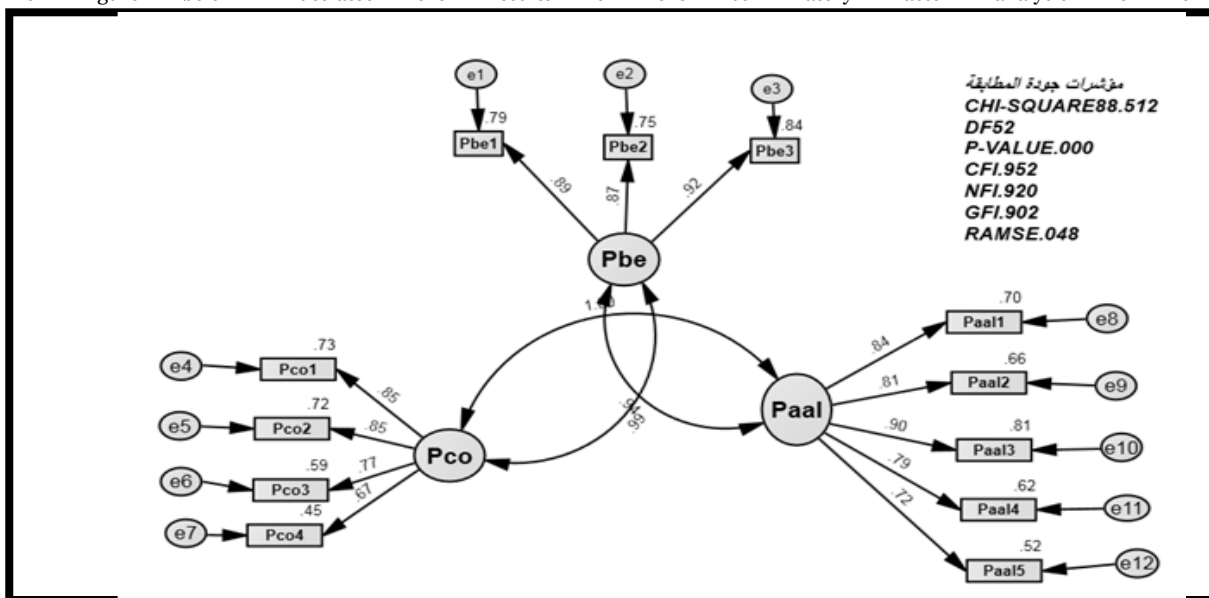 e1
e2
e3
.79
.75
.84
Pbe1
Pbe2
Pbe3
.89
.87
.92
Pbe
مؤشرات جودة المطابقة
CHI-SQUARE88.512
DF52
P-VALUE.000
CFI.952
NFI.920
GFI.902
RAMSE.048
.73
e4
Pco1
.85
.72
e5
Pco2
.85
.59
e6
Pco3
.77
.45
e7
Pco4
.67
Pco
.94
Paal
.70
Paal1
e8
.84
.66
Paal2
e9
.81
.81
Paal3
e10
.90
.62
Paal4
e11
.79
.52
Paal5
e12
.72